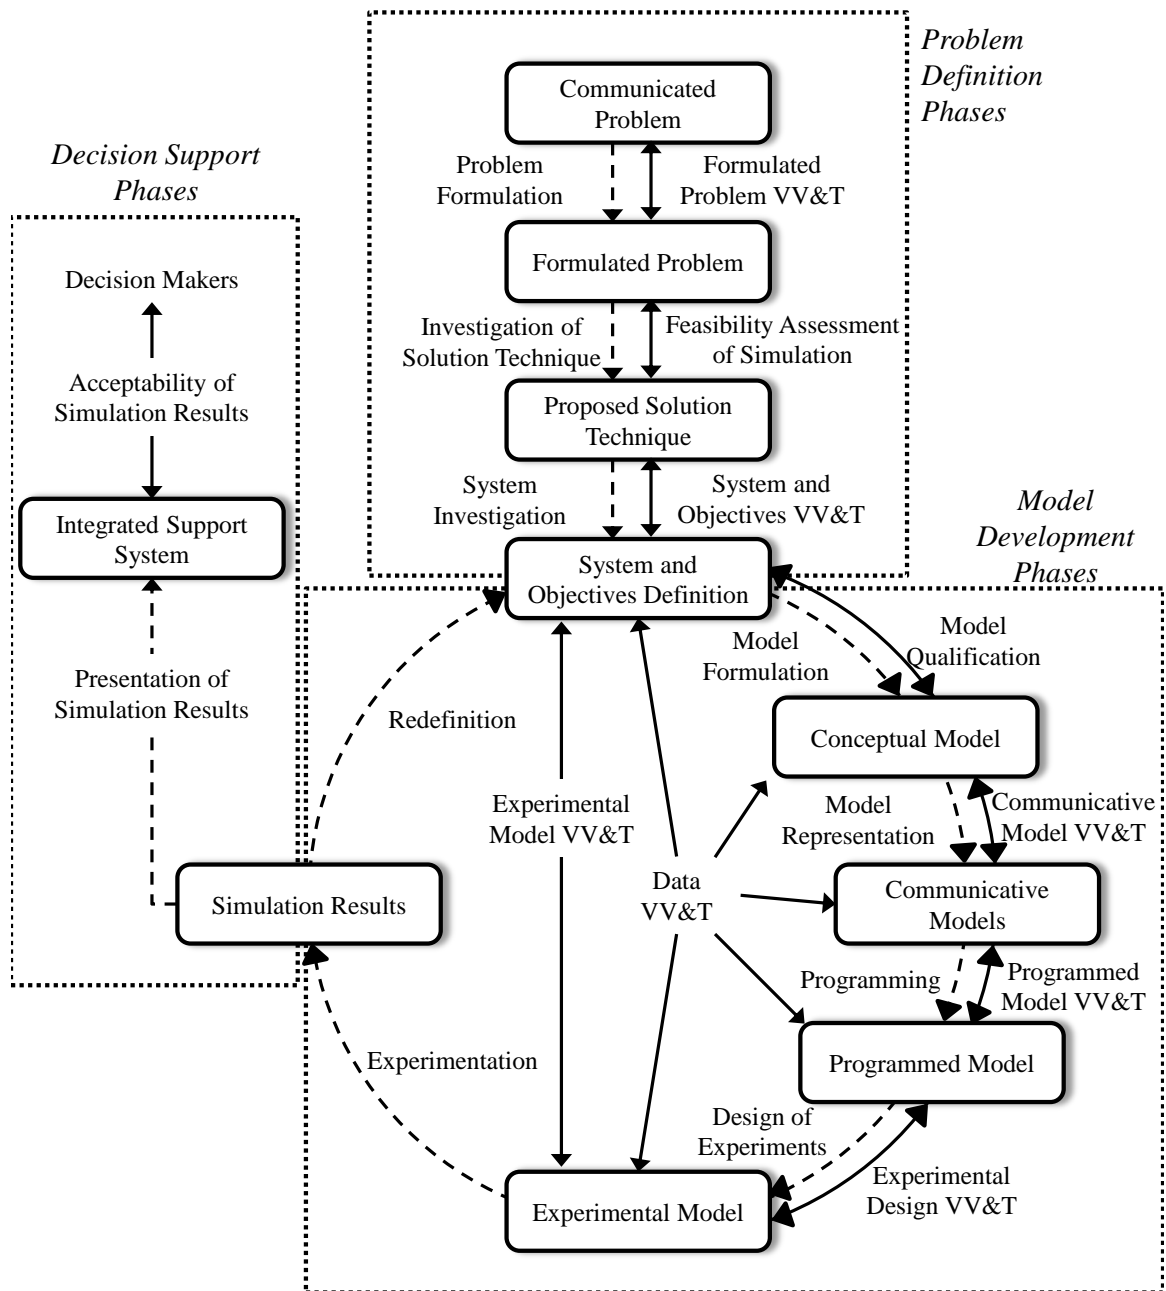 Problem
Definition
Phases
Communicated
Problem
Problem
Formulation
Formulated
Problem VV&T
Decision Support
Phases
Formulated Problem
Decision Makers
Investigation of
Solution Technique
Feasibility Assessment
of Simulation
Acceptability of
Simulation Results
Proposed Solution
Technique
System
Investigation
System and
Objectives VV&T
Model
Development
Phases
Integrated Support
System
System and
Objectives Definition
Model
Formulation
Model
Qualification
Presentation of
Simulation Results
Redefinition
Conceptual Model
Experimental
Model VV&T
Model
Representation
Communicative
Model VV&T
Simulation Results
Data
VV&T
Communicative
Models
Programming
Programmed
Model VV&T
Experimentation
Programmed Model
Design of
Experiments
Experimental
Design VV&T
Experimental Model